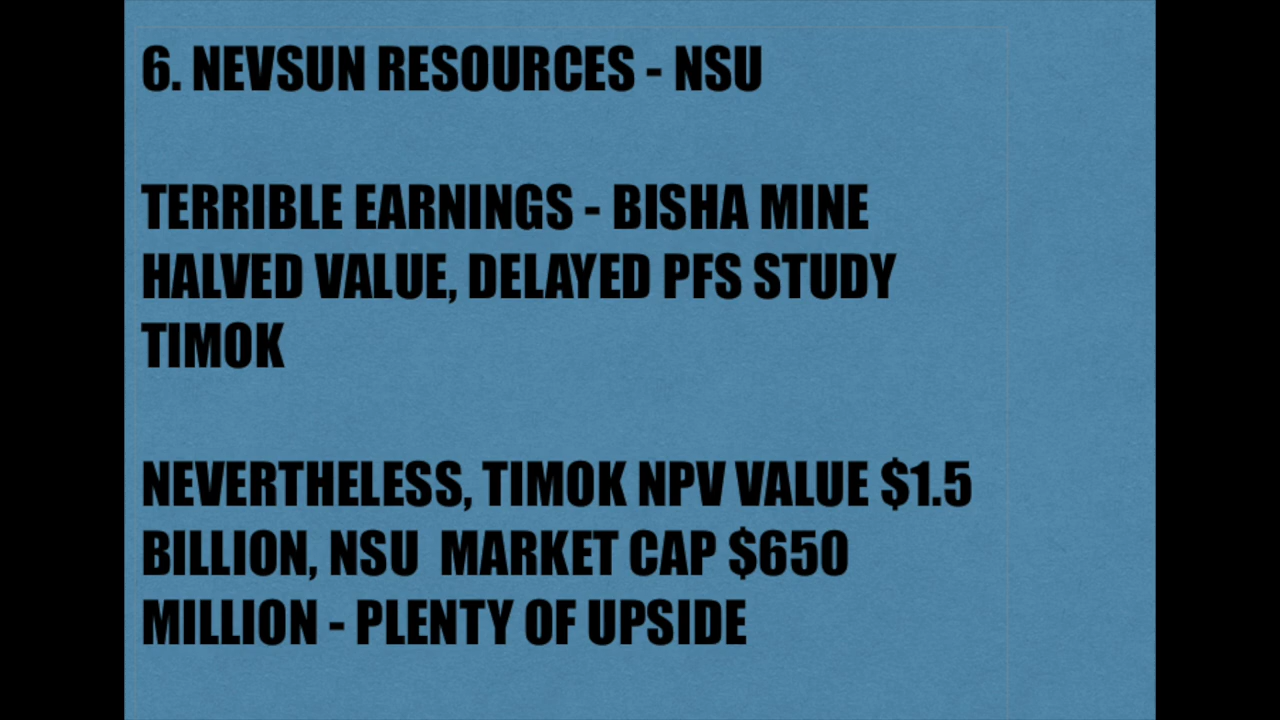 6. NEVSUN RESOURCES - NSU
TERRIBLE EARNINGS - BISHA MINE
HALVED VALUE, DELAYED PFS STUDY
TIMOK
NEVERTHELESS, TIMOK NPV VALUE $1.5
BILLION, NSU MARKET CAP $650
MILLION - PLENTY OF UPSIDE